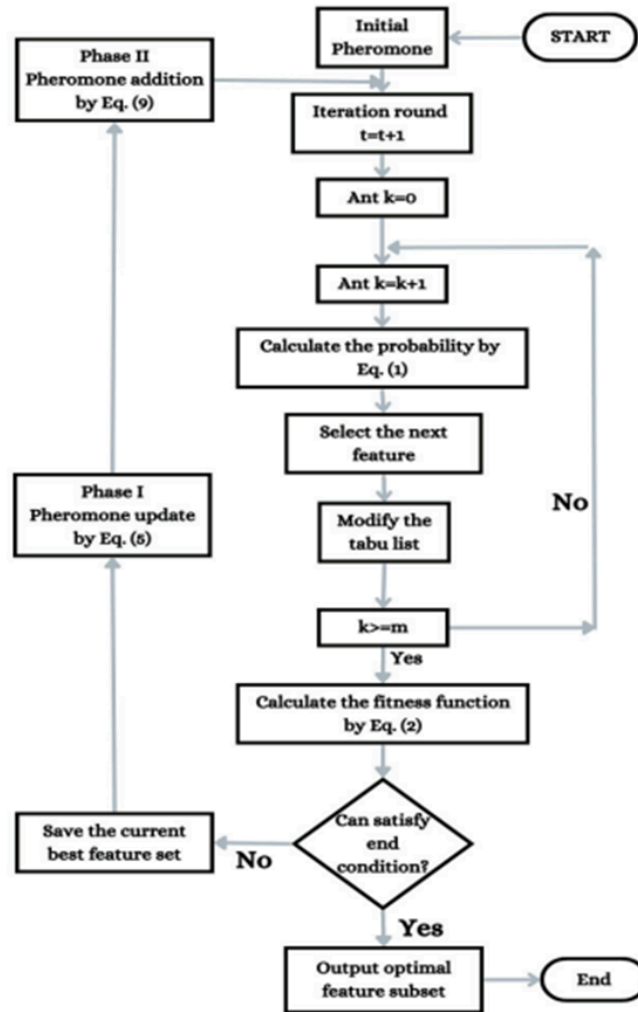 START
Initial
Pheromone
Phase II
Pheromone addition
by Eq. (9)
Iteration round
t=t+1
Ant k=0
Ant k=k+1
Calculate the probability by
Eq. (1)
Select the next
feature
Phase I
Pheromone update
by Eq. (5)
No
Modify the
tabu list
k>=m
Yes
Calculate the fitness function
by Eq. (2)
Can satisfy
end
condition?
Save the current
best feature set
No
Yes
Output optimal
feature subset
End